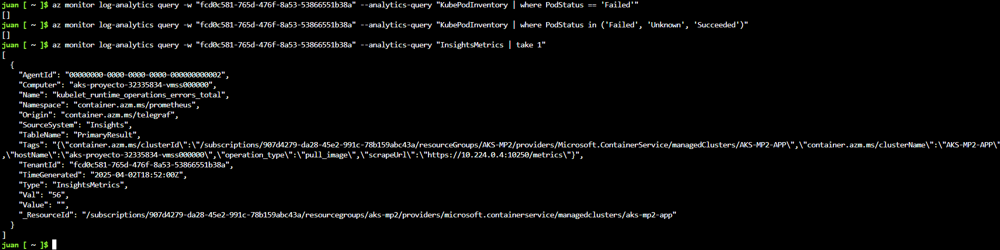 juan [ ~ ]$ az monitor log-analytics query -w "fcd0c581-765d-476f-8a53-53866551b38a" --analytics-query "KubePodInventory | where PodStatus == 'Failed'"
[]
juan [ ~ ]$ az monitor log-analytics query -w "fcd0c581-765d-476f-8a53-53866551b38a" --analytics-query "KubePodInventory | where PodStatus in ('Failed', 'Unknown', 'Succeeded')"
[]
juan [ ~ ]$ az monitor log-analytics query -w "fcd0c581-765d-476f-8a53-53866551b38a" --analytics-query "InsightsMetrics | take 1"
[
  {
    "AgentId": "00000000-0000-0000-0000-000000000002",
    "Computer": "aks-proyecto-32335834-vmss000000",
    "Name": "kubelet_runtime_operations_errors_total",
    "Namespace": "container.azm.ms/prometheus",
    "Origin": "container.azm.ms/telegraf",
    "SourceSystem": "Insights",
    "TableName": "PrimaryResult",
    "Tags": "{\"container.azm.ms/clusterId\":\"/subscriptions/907d4279-da28-45e2-991c-78b159abc43a/resourceGroups/AKS-MP2/providers/Microsoft.ContainerService/managedClusters/AKS-MP2-APP\",\"container.azm.ms/clusterName\":\"AKS-MP2-APP\"
,\"hostName\":\"aks-proyecto-32335834-vmss000000\",\"operation_type\":\"pull_image\",\"scrapeUrl\":\"https://10.224.0.4:10250/metrics\"}",
    "TenantId": "fcd0c581-765d-476f-8a53-53866551b38a",
    "TimeGenerated": "2025-04-02T18:52:00Z",
    "Type": "InsightsMetrics",
    "Val": "56",
    "Value": "",
    "_ResourceId": "/subscriptions/907d4279-da28-45e2-991c-78b159abc43a/resourcegroups/aks-mp2/providers/microsoft.containerservice/managedclusters/aks-mp2-app"
  }
]
juan [ ~ ]$